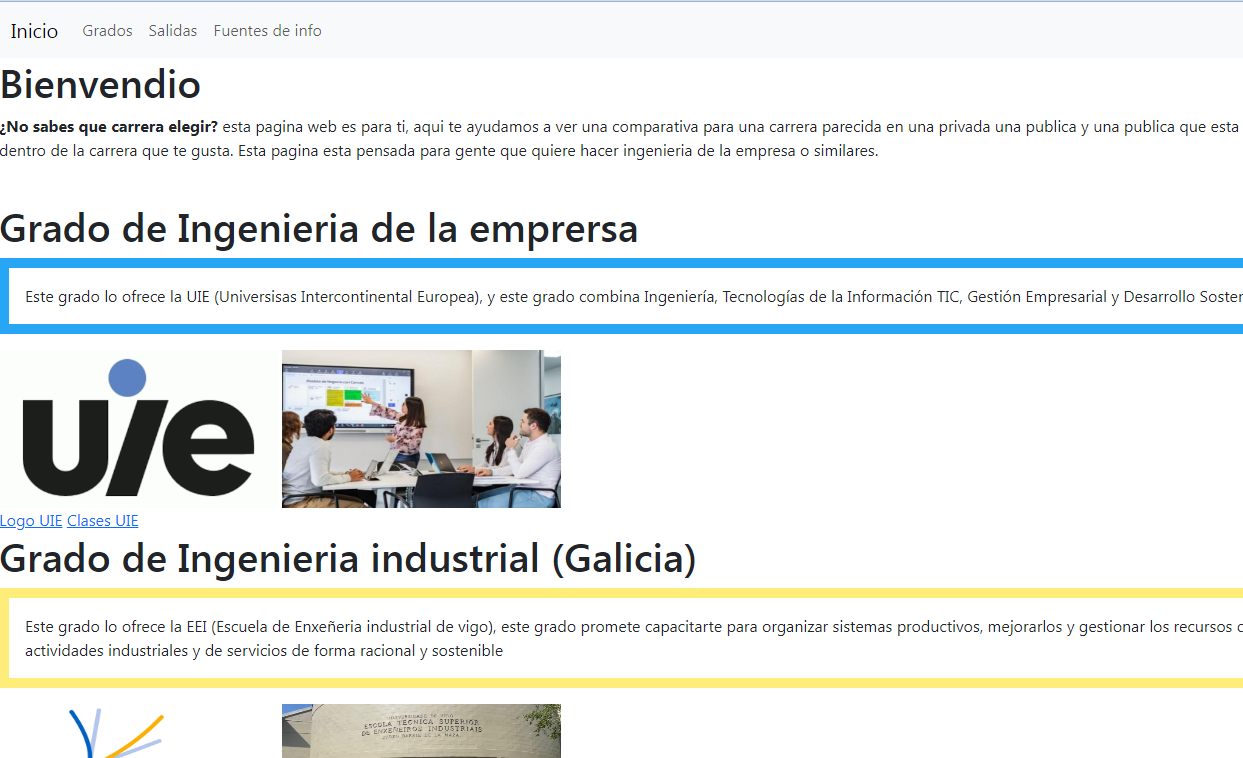 Inicio Grados Salidas Fuentes de info
Bienvendio
¿No sabes que carrera elegir? esta pagina web es para ti, aqui te ayudamos a ver una comparativa para una carrera parecida en una privada una publica y una publica que esta
dentro de la carrera que te gusta. Esta pagina esta pensada para gente que quiere hacer ingenieria de la empresa o similares.
Grado de Ingenieria de la emprersa
Este grado lo ofrece la UIE (Universisas Intercontinental Europea), y este grado combina Ingeniería, Tecnologías de la Información TIC, Gestión Empresarial y Desarrollo Soster
uie
Logo UIE Clases UIE
Grado de Ingenieria industrial (Galicia)
Este grado lo ofrece la EEI (Escuela de Enxeñeria industrial de vigo), este grado promete capacitarte para organizar sistemas productivos, mejorarlos y gestionar los recursos
actividades industriales y de servicios de forma racional y sostenible
UNIVERSIDADE DE VIGO
ESCOLA TECNICA SUPERIOR
DE ENXEÑEIROS INDUSTRIAIS